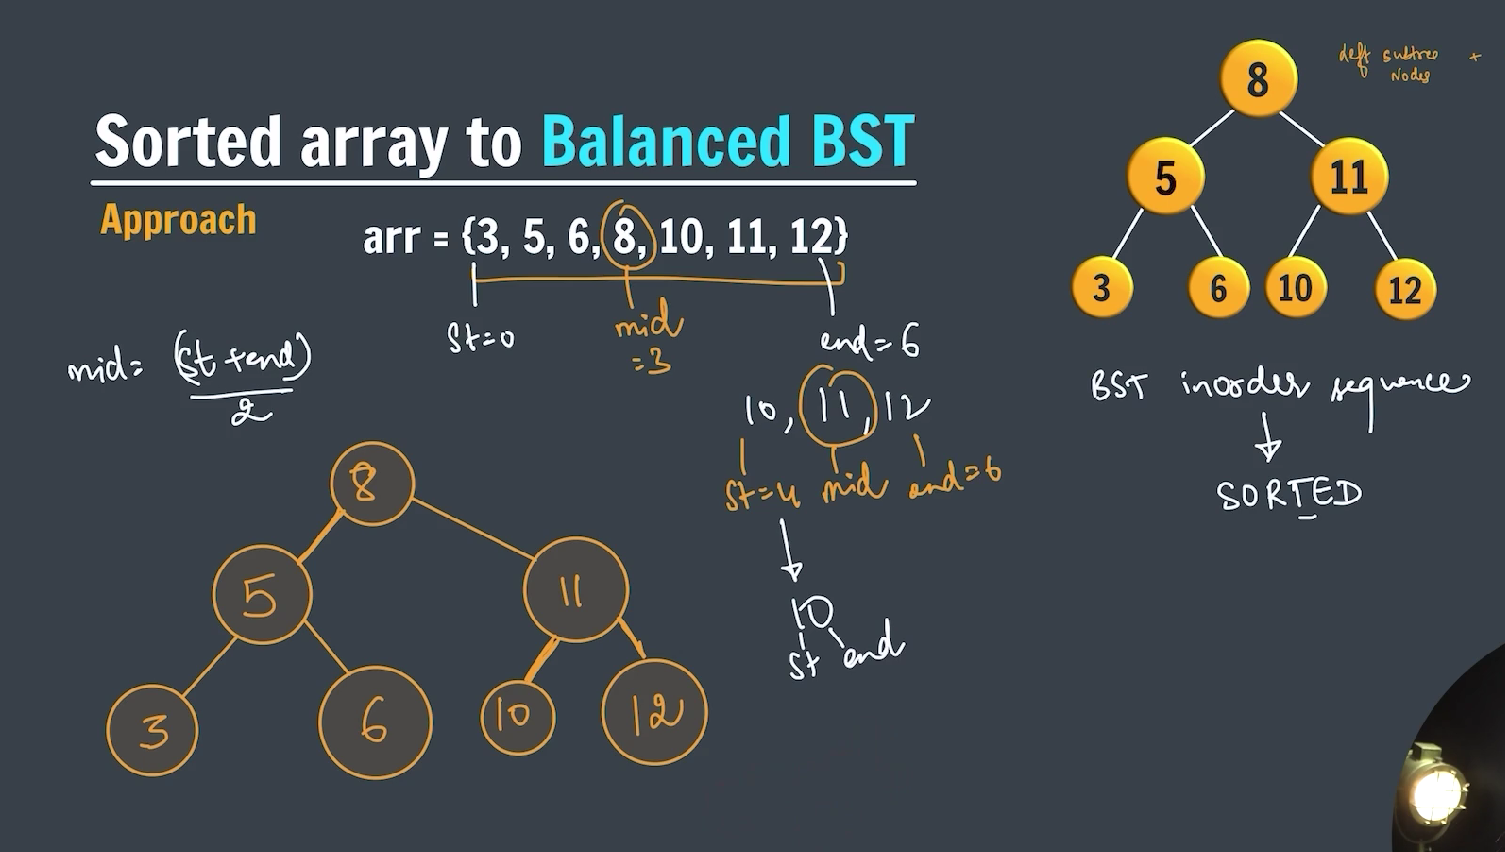 Sorted array to Balanced BST
Approach
arr = {3, 5, 6, 8, 10, 11, 12}
St=0
mid
=3
end=6
mid= (st+end)
2
10, 11, 12
St=4 mid end=6
10
St end
8
5
11
3
6
10
12
8
5
11
3
6
10
12
left subtree +
Nodes
BST inorder sequence
SORTED